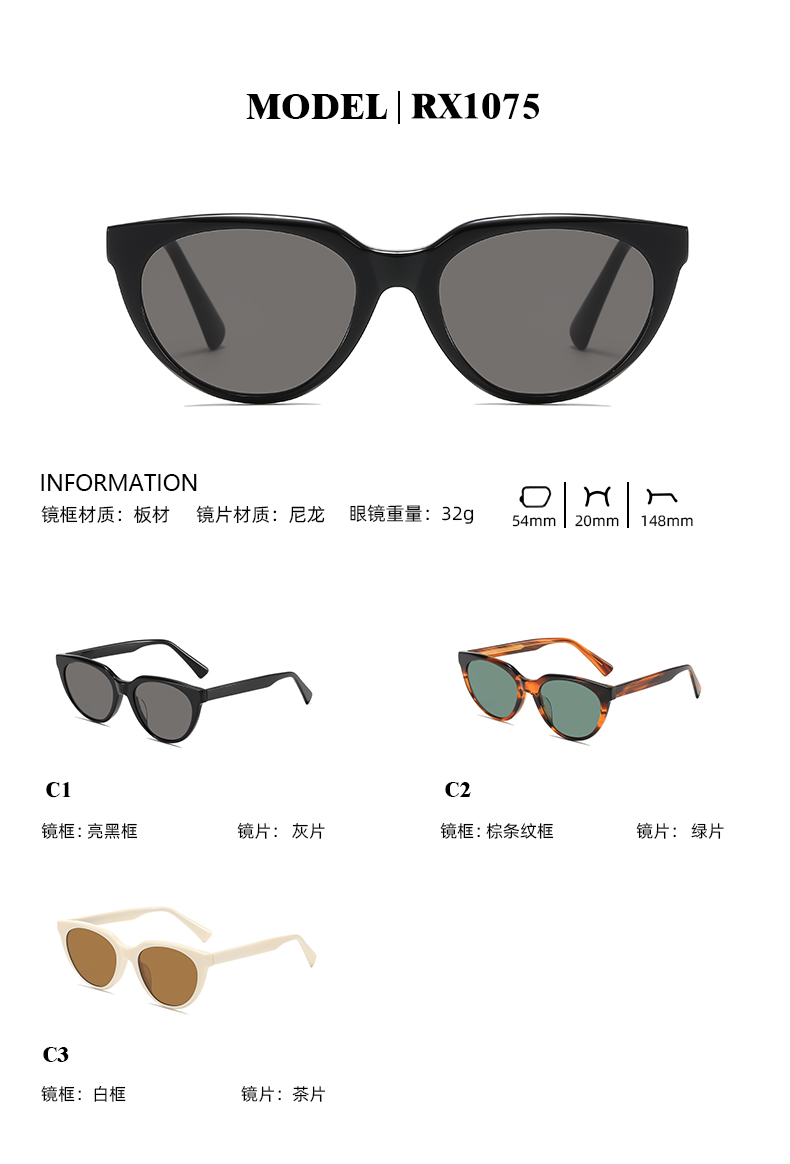 MODEL | RX1075
INFORMATION
镜框材质：板材 镜片材质：尼龙 眼镜重量：32g
54mm 20mm 148mm
C1
镜框：亮黑框 镜片： 灰片
C2
镜框：棕条纹框 镜片： 绿片
C3
镜框：白框 镜片：茶片